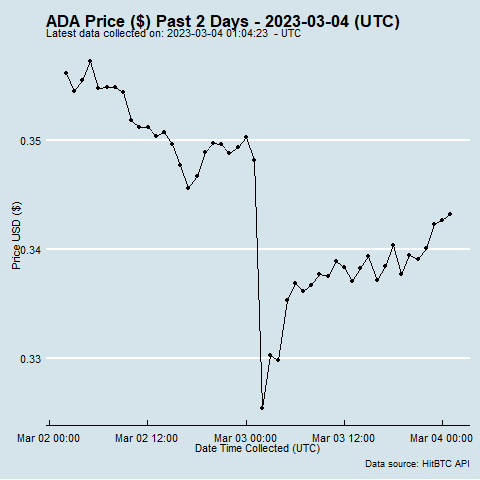 ADA Price ($) Past 2 Days - 2023-03-04 (UTC)
Latest data collected on: 2023-03-04 01:04:23  - UTC
0.35
0.34
0.33
Price USD ($)
Mar 02 00:00 Mar 02 12:00 Mar 03 00:00 Mar 03 12:00 Mar 04 00:00
Date Time Collected (UTC)
Data source: HitBTC API